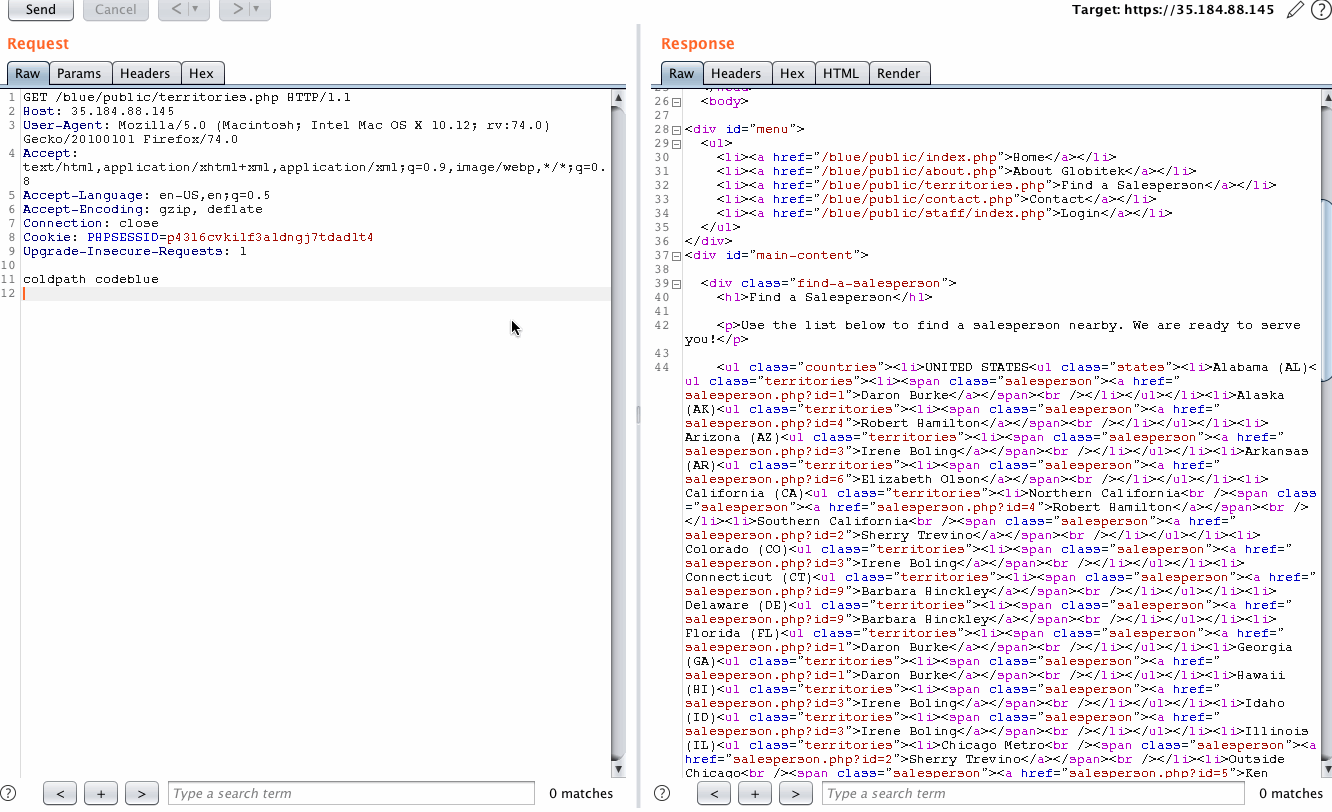 Send Cancel < | ▼ > | ▼ Target: https://35.184.88.145 ?
Request
Raw Params Headers Hex
1 GET /blue/public/territories.php HTTP/1.1
2 Host: 35.184.88.145
3 User-Agent: Mozilla/5.0 (Macintosh; Intel Mac OS X 10.12; rv:74.0)
Gecko/20100101 Firefox/74.0
4 Accept:
text/html,application/xhtml+xml,application/xml;q=0.9,image/webp,*/*;q=0.
8
5 Accept-Language: en-US,en;q=0.5
6 Accept-Encoding: gzip, deflate
7 Connection: close
8 Cookie: PHPSESSID=p43l6cvkilf3aldngj7tdadlt4
9 Upgrade-Insecure-Requests: 1
10
11 coldpath codeblue
12
? < + > Type a search term 0 matches
Response
Raw Headers Hex HTML Render
26 <body>
27
28 <div id="menu">
29 <ul>
30 <li><a href="/blue/public/index.php">Home</a></li>
31 <li><a href="/blue/public/about.php">About Globitek</a></li>
32 <li><a href="/blue/public/territories.php">Find a Salesperson</a></li>
33 <li><a href="/blue/public/contact.php">Contact</a></li>
34 <li><a href="/blue/public/staff/index.php">Login</a></li>
35 </ul>
36 </div>
37 <div id="main-content">
38
39 <div class="find-a-salesperson">
40 <h1>Find a Salesperson</h1>
41
42 <p>Use the list below to find a salesperson nearby. We are ready to serve
you!</p>
43
44 <ul class="countries"><li>UNITED STATES<ul class="states"><li>Alabama (AL)<
ul class="territories"><li><span class="salesperson"><a href="
salesperson.php?id=1">Daron Burke</a></span><br /></li></ul></li><li>Alaska
(AK)<ul class="territories"><li><span class="salesperson"><a href="
salesperson.php?id=4">Robert Hamilton</a></span><br /></li></ul></li><li>
Arizona (AZ)<ul class="territories"><li><span class="salesperson"><a href="
salesperson.php?id=3">Irene Boling</a></span><br /></li></ul></li><li>Arkansas
(AR)<ul class="territories"><li><span class="salesperson"><a href="
salesperson.php?id=6">Elizabeth Olson</a></span><br /></li></ul></li><li>
California (CA)<ul class="territories"><li>Northern California<br /><span class
="salesperson"><a href="salesperson.php?id=4">Robert Hamilton</a></span><br />
</li><li>Southern California<br /><span class="salesperson"><a href="
salesperson.php?id=2">Sherry Trevino</a></span><br /></li></ul></li><li>
Colorado (CO)<ul class="territories"><li><span class="salesperson"><a href="
salesperson.php?id=3">Irene Boling</a></span><br /></li></ul></li><li>
Connecticut (CT)<ul class="territories"><li><span class="salesperson"><a href="
salesperson.php?id=9">Barbara Hinckley</a></span><br /></li></ul></li><li>
Delaware (DE)<ul class="territories"><li><span class="salesperson"><a href="
salesperson.php?id=9">Barbara Hinckley</a></span><br /></li></ul></li><li>
Florida (FL)<ul class="territories"><li><span class="salesperson"><a href="
salesperson.php?id=1">Daron Burke</a></span><br /></li></ul></li><li>Georgia
(GA)<ul class="territories"><li><span class="salesperson"><a href="
salesperson.php?id=1">Daron Burke</a></span><br /></li></ul></li><li>Hawaii
(HI)<ul class="territories"><li><span class="salesperson"><a href="
salesperson.php?id=3">Irene Boling</a></span><br /></li></ul></li><li>Idaho
(ID)<ul class="territories"><li><span class="salesperson"><a href="
salesperson.php?id=3">Irene Boling</a></span><br /></li></ul></li><li>Illinois
(IL)<ul class="territories"><li>Chicago Metro<br /><span class="salesperson"><a
href="salesperson.php?id=2">Sherry Trevino</a></span><br /></li><li>Outside
Chicago<br /><span class="salesperson"><a href="salesperson.php?id=5">Ken
? < + > Type a search term 0 matches